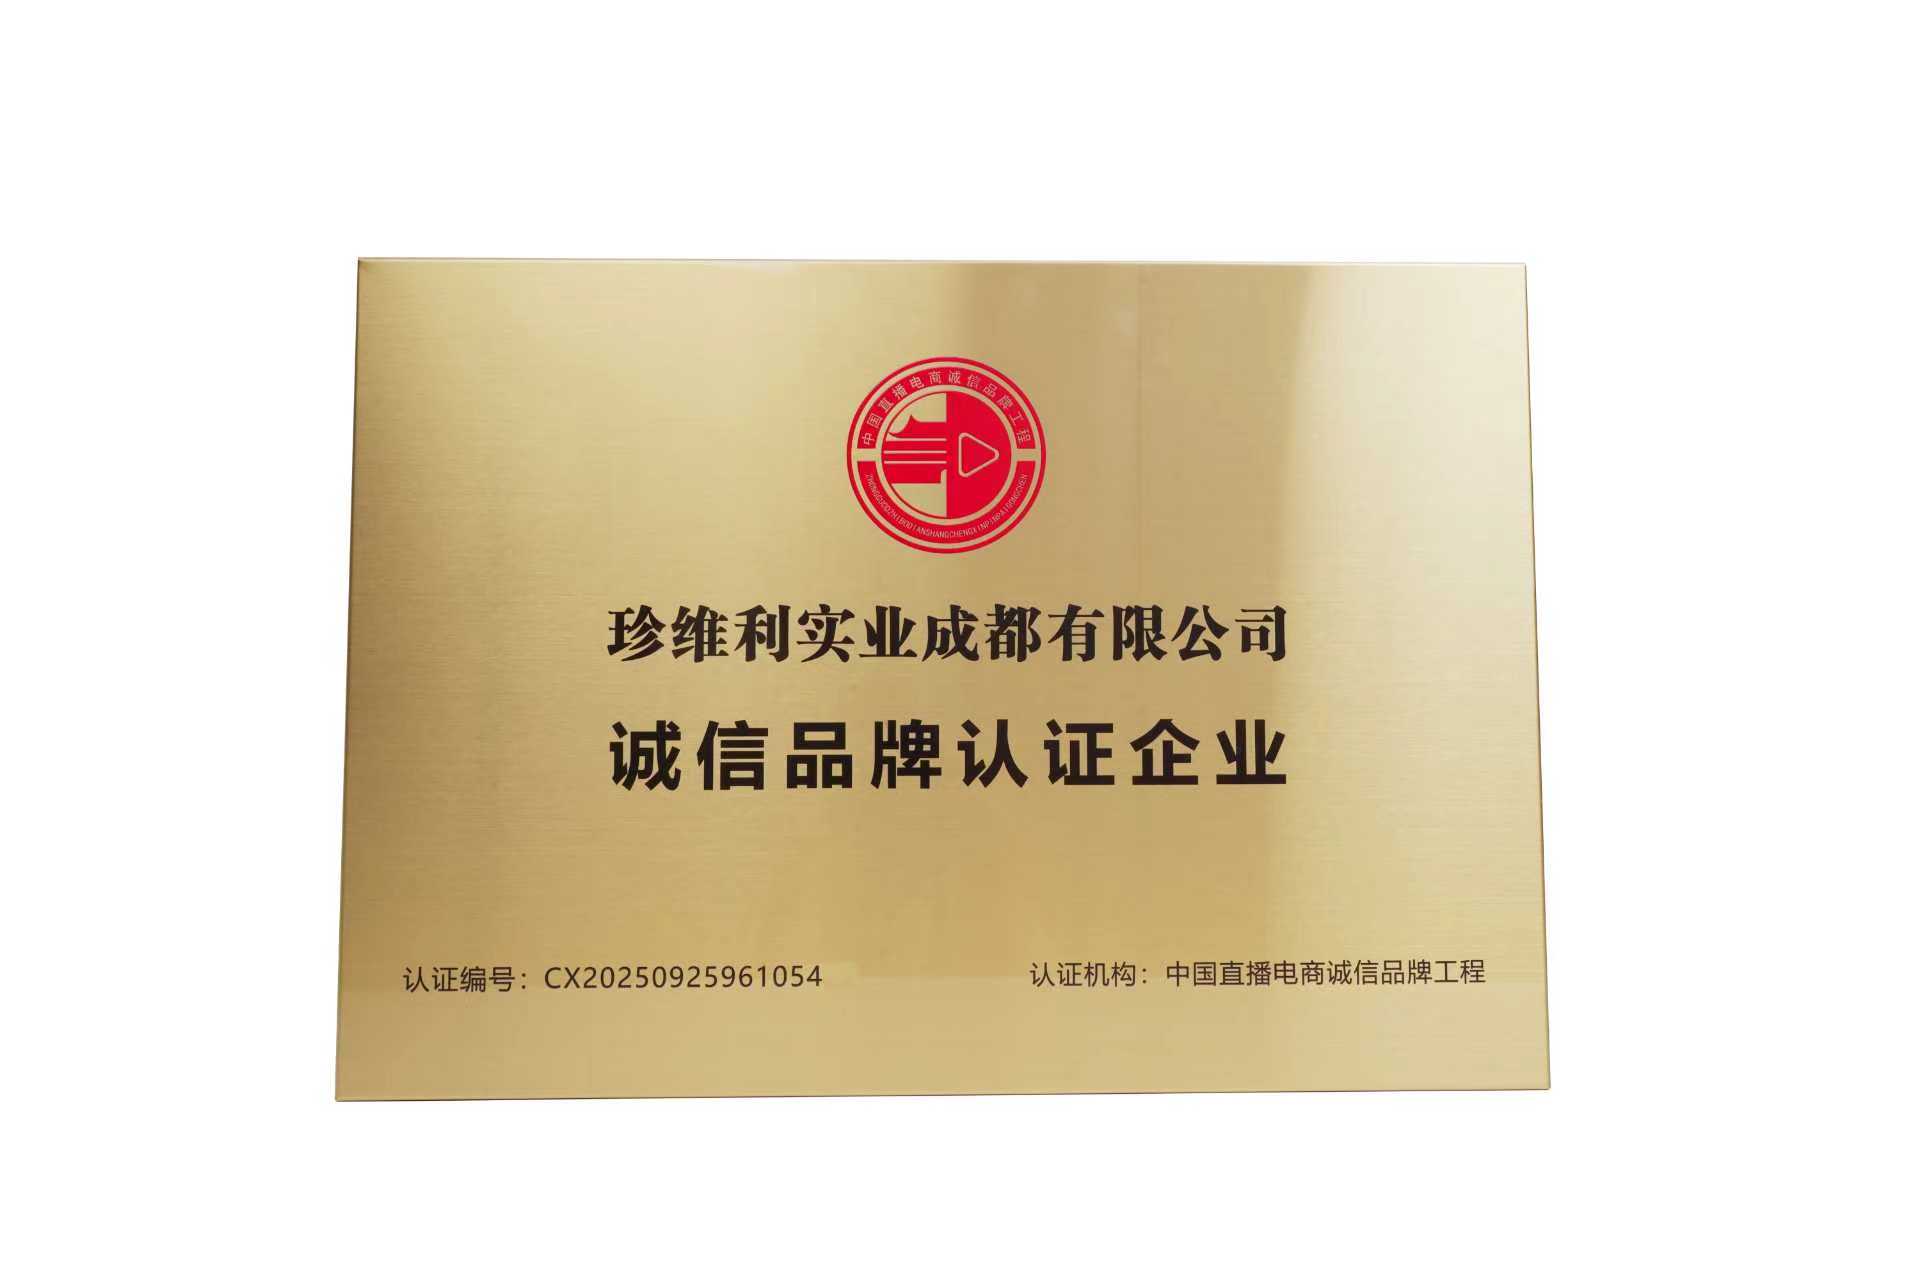 中国直播电商诚信品牌工程
ZHONGGUOZHIBODIANSHANGCHENGXINPINPAIGONGCHEN
珍维利实业成都有限公司
诚信品牌认证企业
认证编号：CX20250925961054
认证机构：中国直播电商诚信品牌工程